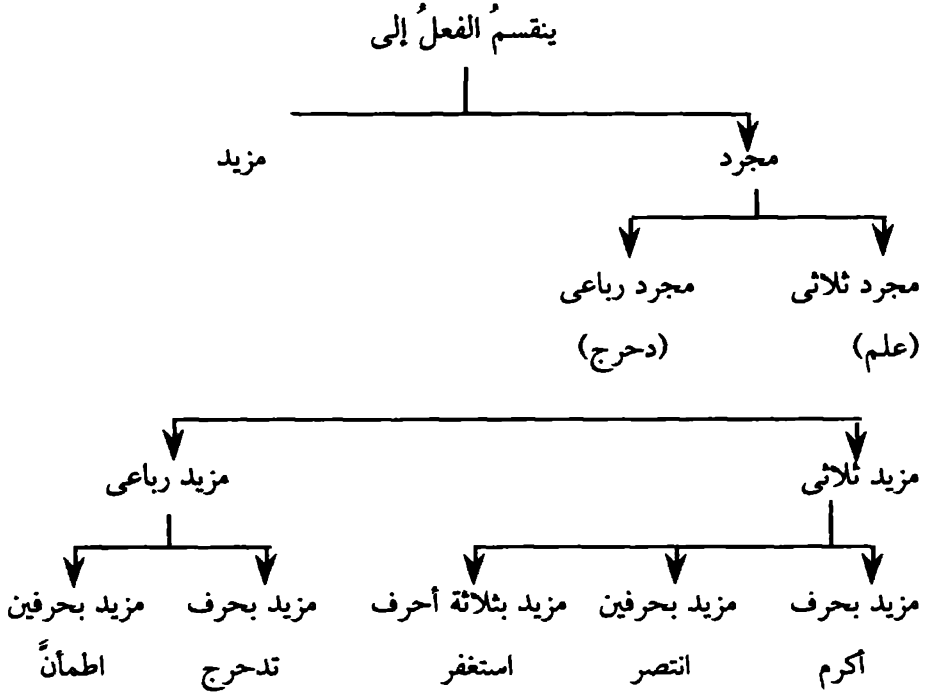 ينقسمُ الفعلُ إلى
مجرد مزيد
مجرد ثلاثى مجرد رباعى
(علم) (دحرج)
مزيد ثلاثى مزيد رباعى
مزيد بحرف مزيد بحرفين مزيد بثلاثة أحرف مزيد بحرف مزيد بحرفين
أكرم انتصر استغفر تدحرج اطمأنَّ